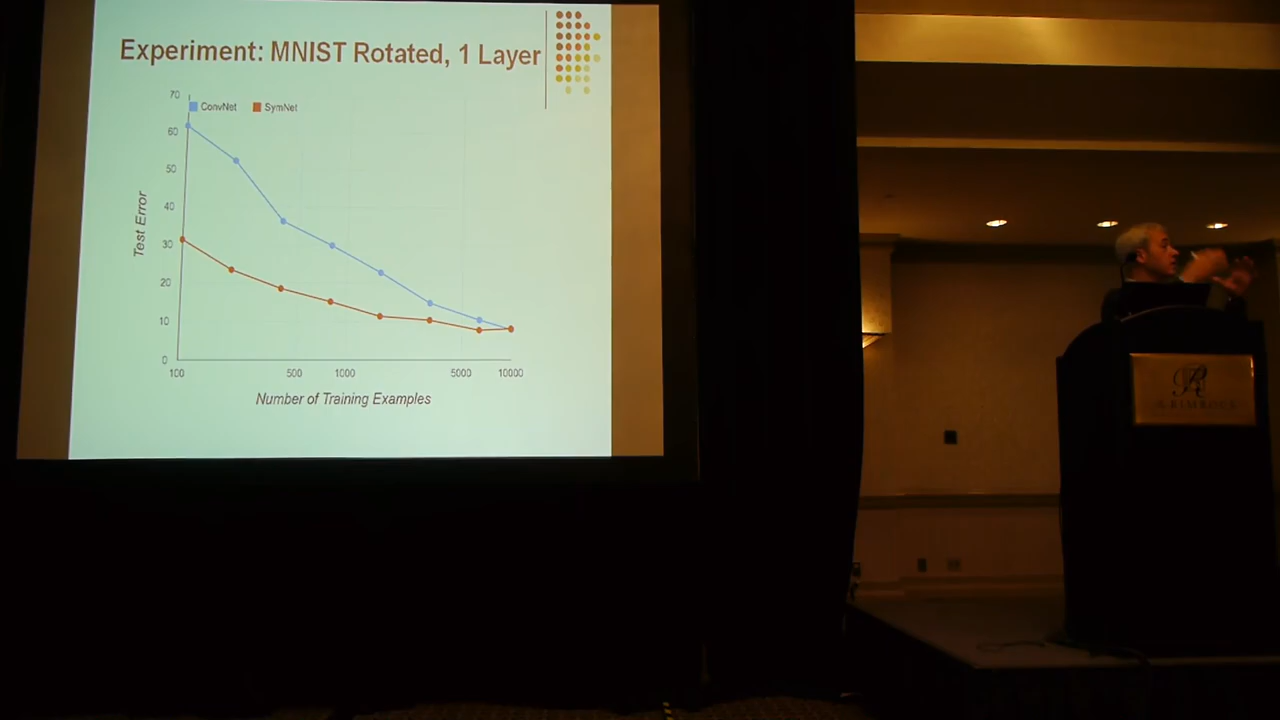 Experiment: MNIST Rotated, 1 Layer
ConvNet SymNet
70
60
50
40
30
20
10
0
Test Error
100 500 1000 5000 10000
Number of Training Examples